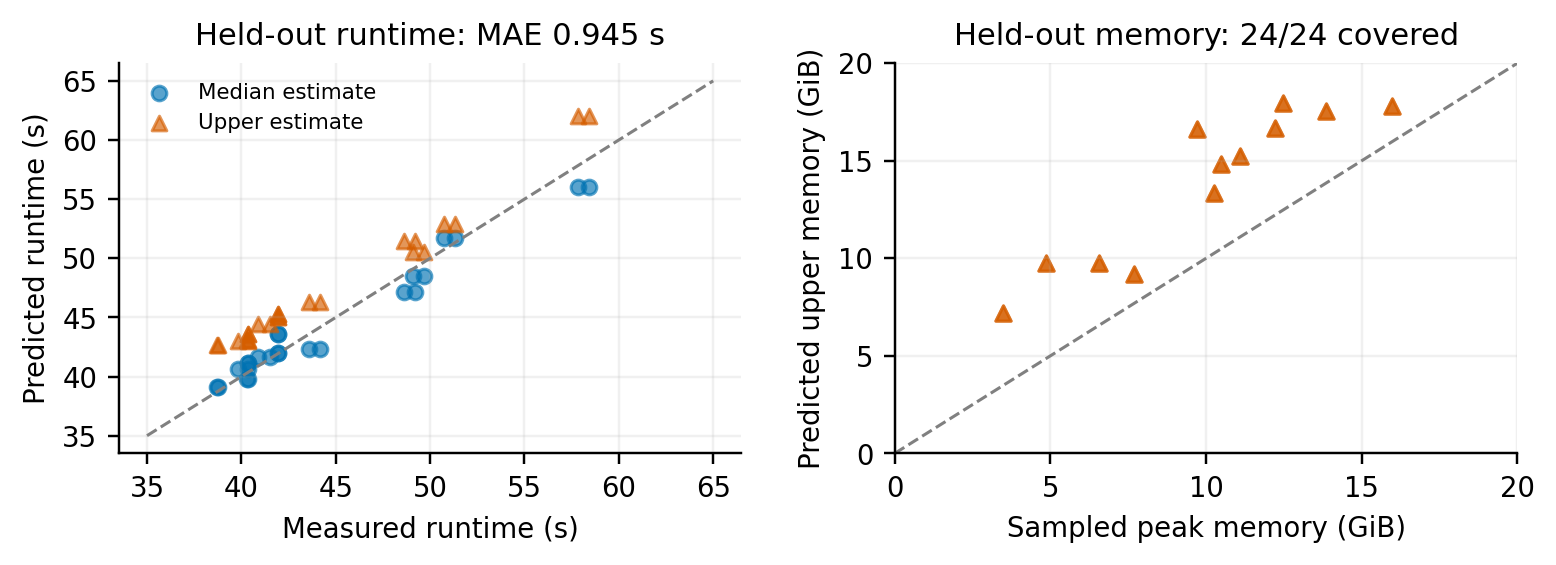 Held-out runtime: MAE 0.945 s
Median estimate
Upper estimate
Predicted runtime (s)
65
60
55
50
45
40
35
35 40 45 50 55 60 65
Measured runtime (s)
Held-out memory: 24/24 covered
Predicted upper memory (GiB)
20
15
10
5
0
0 5 10 15 20
Sampled peak memory (GiB)